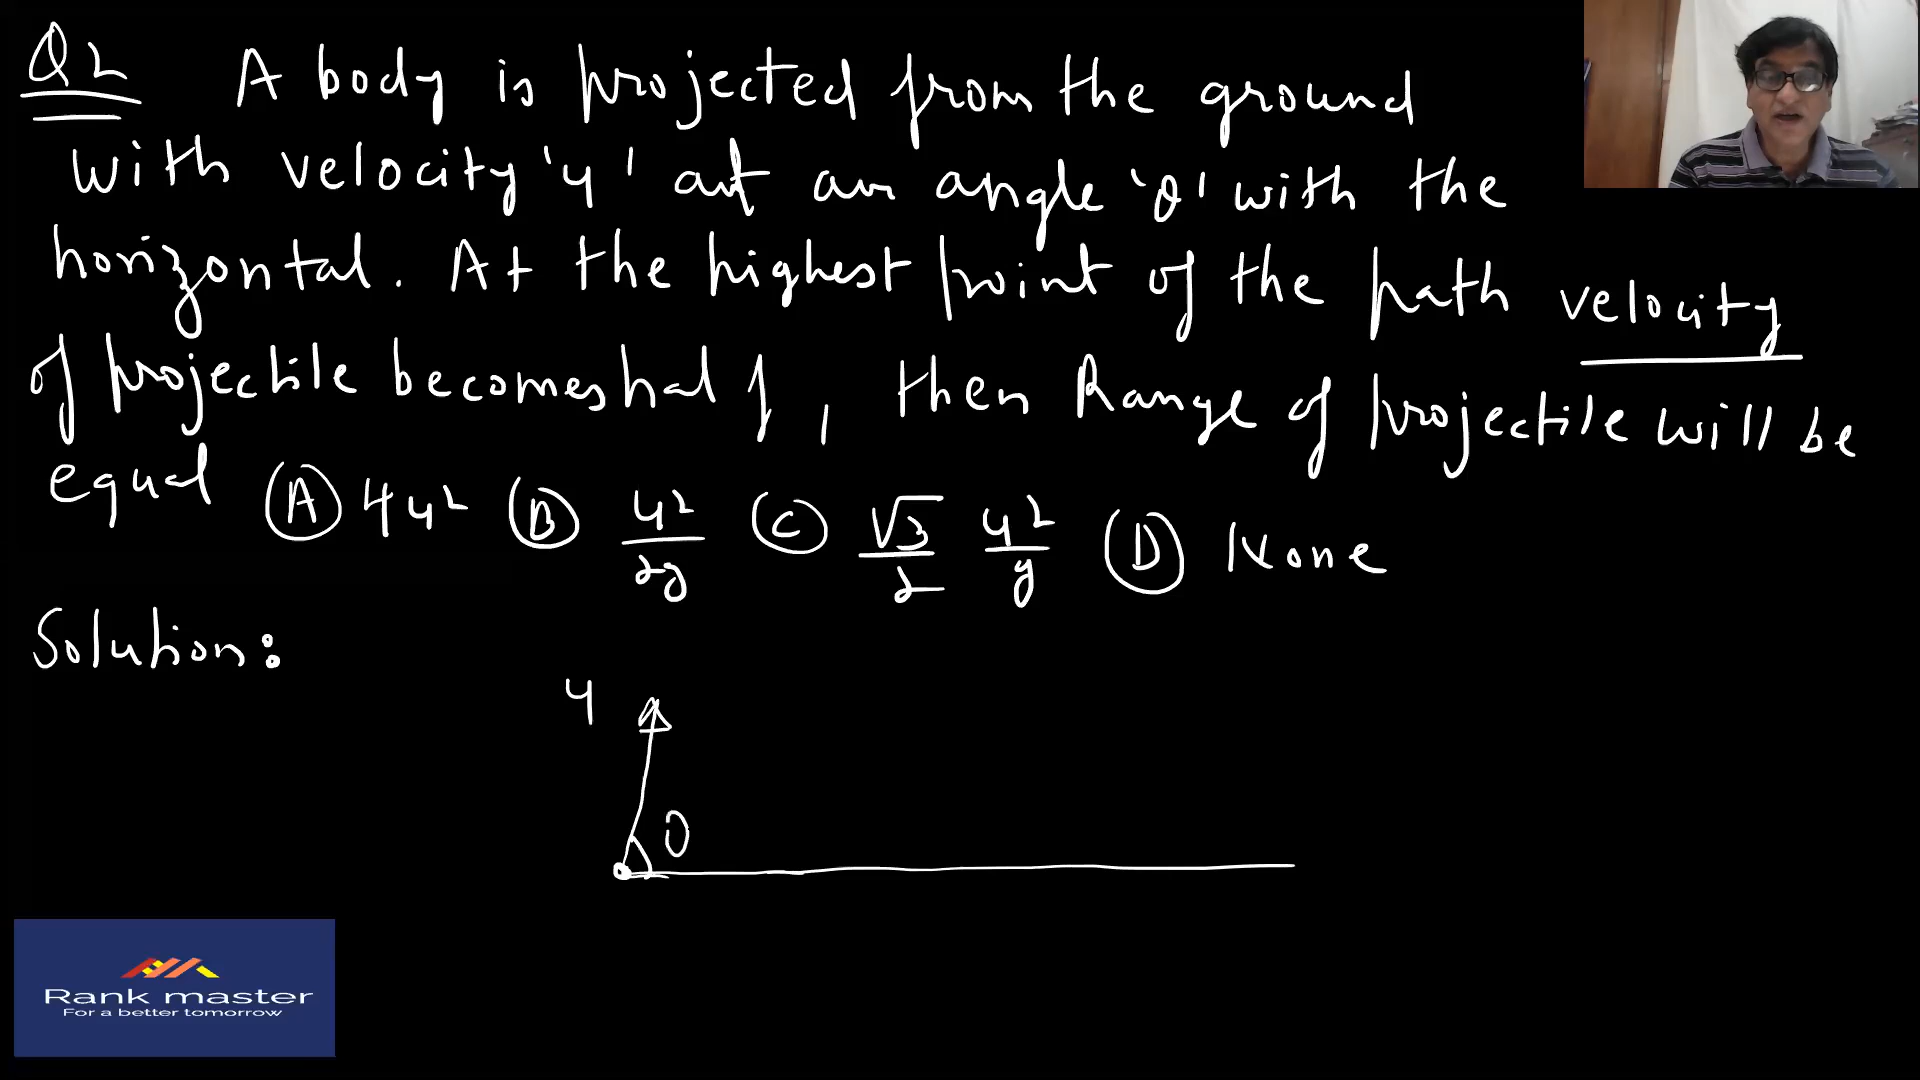 Q2 A body is projected from the ground
with velocity 'u' at an angle 'θ' with the
horizontal. At the highest point of the path velocity
of projectile becomes half, then Range of projectile will be
equal (A) 4u² (B) u²/2g (C) √3/2 u²/g (D) None
Solution:
u
θ
Rank master
For a better tomorrow